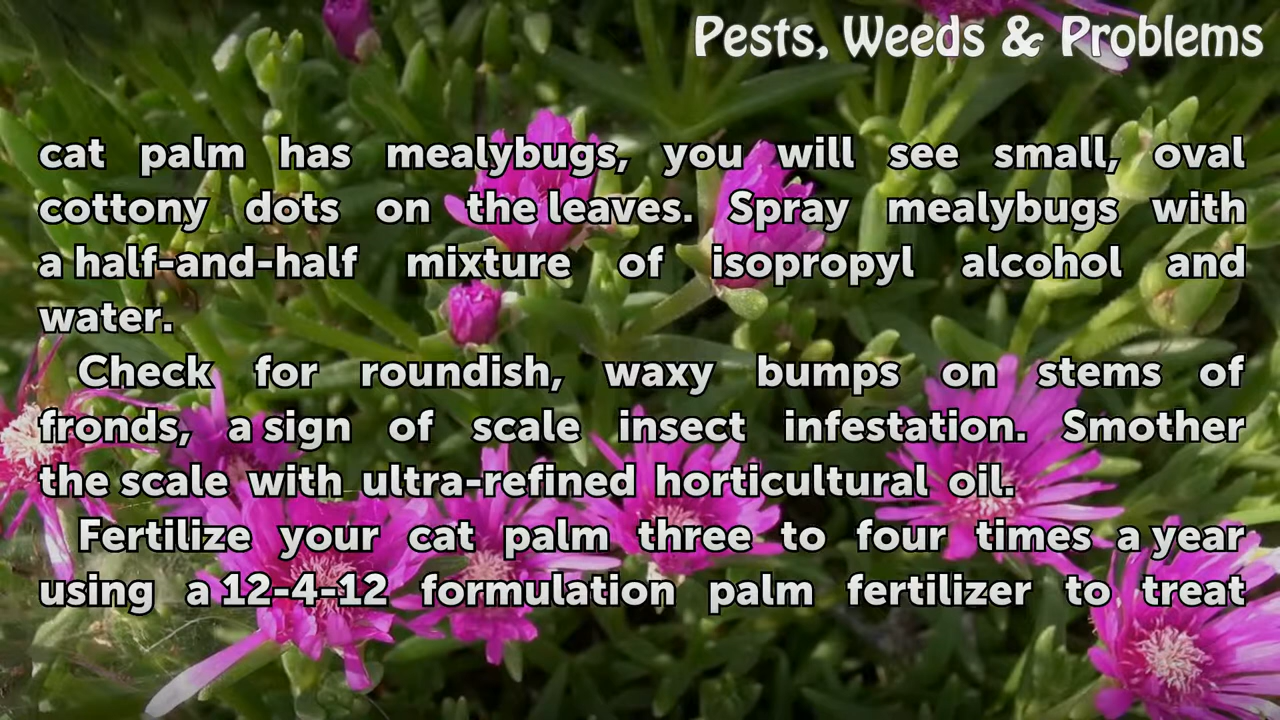 Pests, Weeds & Problems
cat palm has mealybugs, you will see small, oval
cottony dots on the leaves. Spray mealybugs with
a half-and-half mixture of isopropyl alcohol and
water.
Check for roundish, waxy bumps on stems of
fronds, a sign of scale insect infestation. Smother
the scale with ultra-refined horticultural oil.
Fertilize your cat palm three to four times a year
using a 12-4-12 formulation palm fertilizer to treat